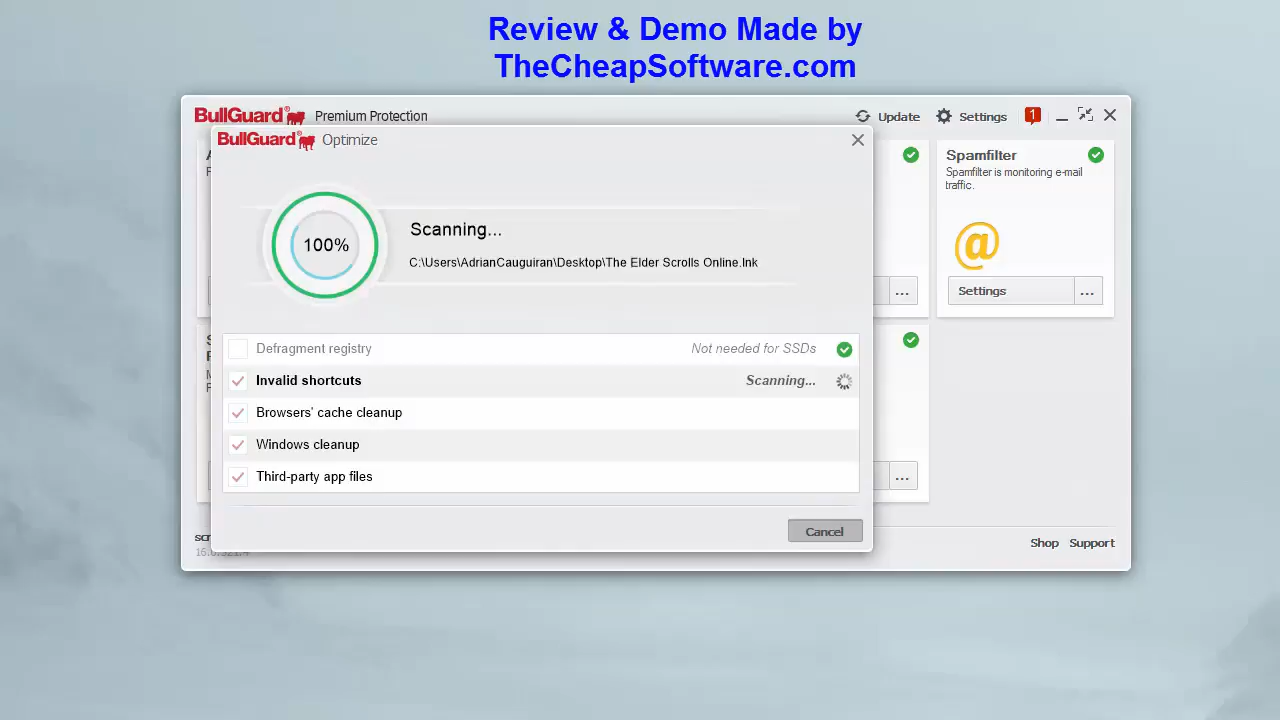 Review & Demo Made by
TheCheapSoftware.com
BullGuard Premium Protection
Update Settings 1
BullGuard Optimize
Spamfilter
Spamfilter is monitoring e-mail
traffic.
100%
Scanning...
C:\Users\AdrianCauguiran\Desktop\The Elder Scrolls Online.lnk
@
... Settings ...
Defragment registry Not needed for SSDs
Invalid shortcuts Scanning...
Browsers' cache cleanup
Windows cleanup
Third-party app files
...
Cancel
Shop Support